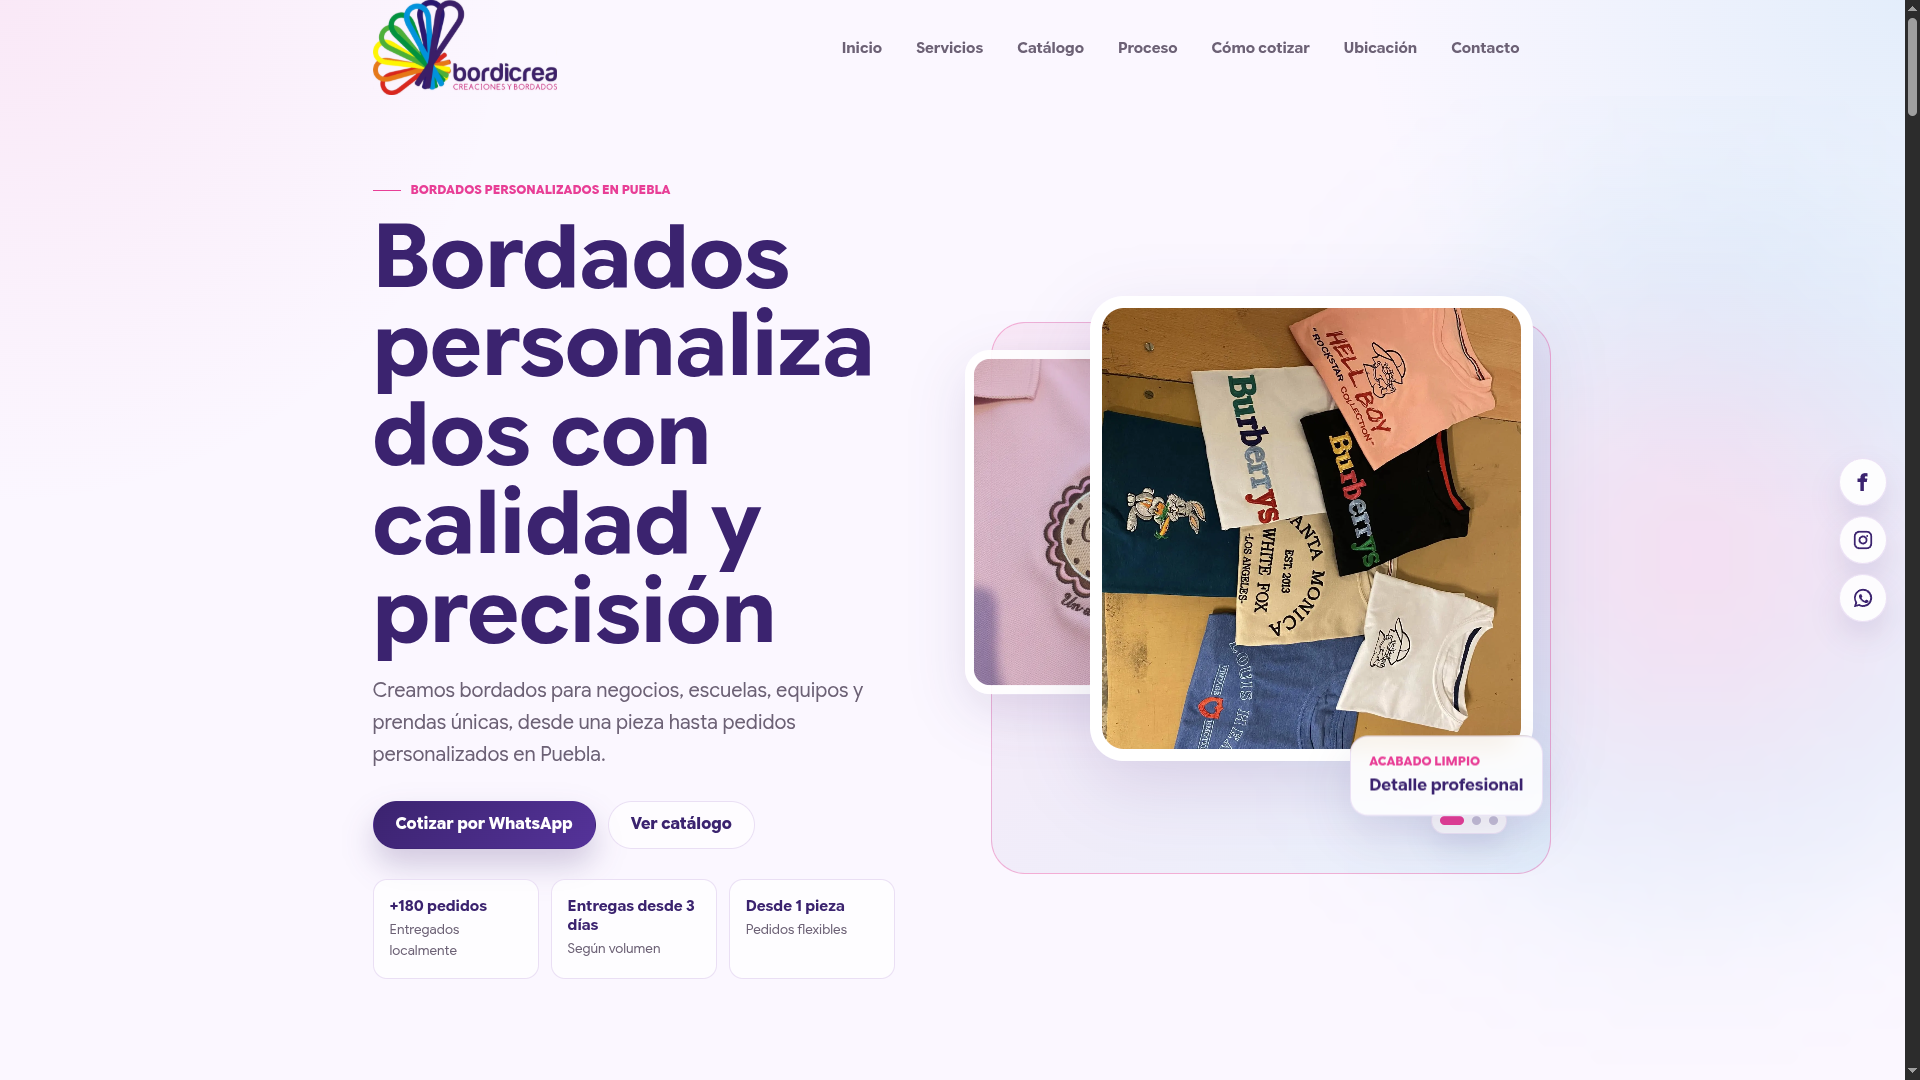 bordicrea
CREACIONES Y BORDADOS
Inicio
Servicios
Catálogo
Proceso
Cómo cotizar
Ubicación
Contacto
BORDADOS PERSONALIZADOS EN PUEBLA
Bordados
personaliza
dos con
calidad y
precisión
Creamos bordados para negocios, escuelas, equipos y
prendas únicas, desde una pieza hasta pedidos
personalizados en Puebla.
Cotizar por WhatsApp
Ver catálogo
+180 pedidos
Entregados
localmente
Entregas desde 3
días
Según volumen
Desde 1 pieza
Pedidos flexibles
HELL BOY
"ROCKSTAR COLLECTION"
Burberrys
Burberrys
SANTA MONICA
EST. 2013
WHITE FOX
-LOS ANGELES-
ACABADO LIMPIO
Detalle profesional